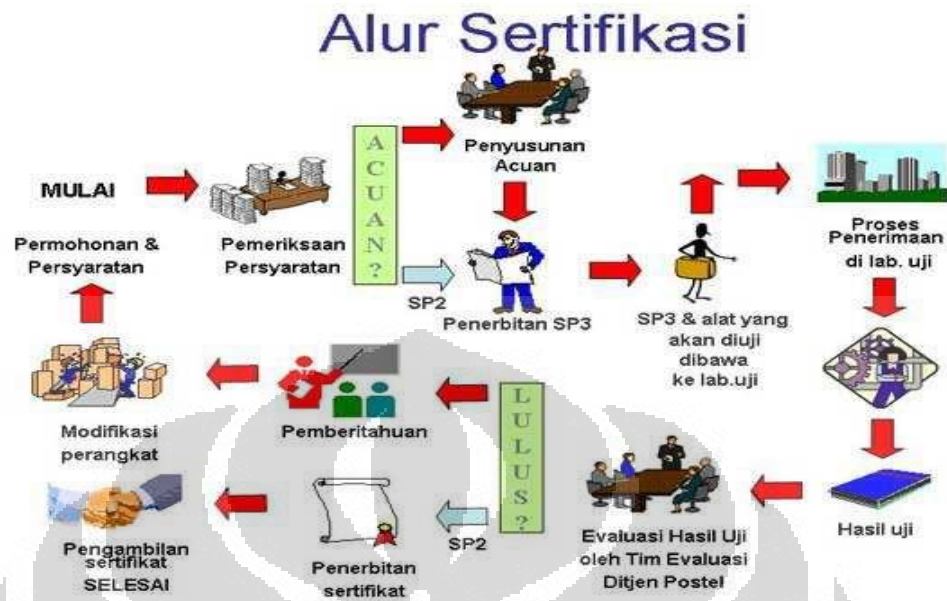 Alur Sertifikasi
MULAI
Permohonan &
Persyaratan
Pemeriksaan
Persyaratan
ACUAN?
Penyusunan
Acuan
SP2
Penerbitan SP3
SP3 & alat yang
akan diuji
dibawa
ke lab.uji
Proses
Penerimaan
di lab. uji
Hasil uji
Evaluasi Hasil Uji
oleh Tim Evaluasi
Ditjen Postel
LULUS?
Pemberitahuan
Modifikasi
perangkat
SP2
Penerbitan
sertifikat
Pengambilan
sertifikat
SELESAI